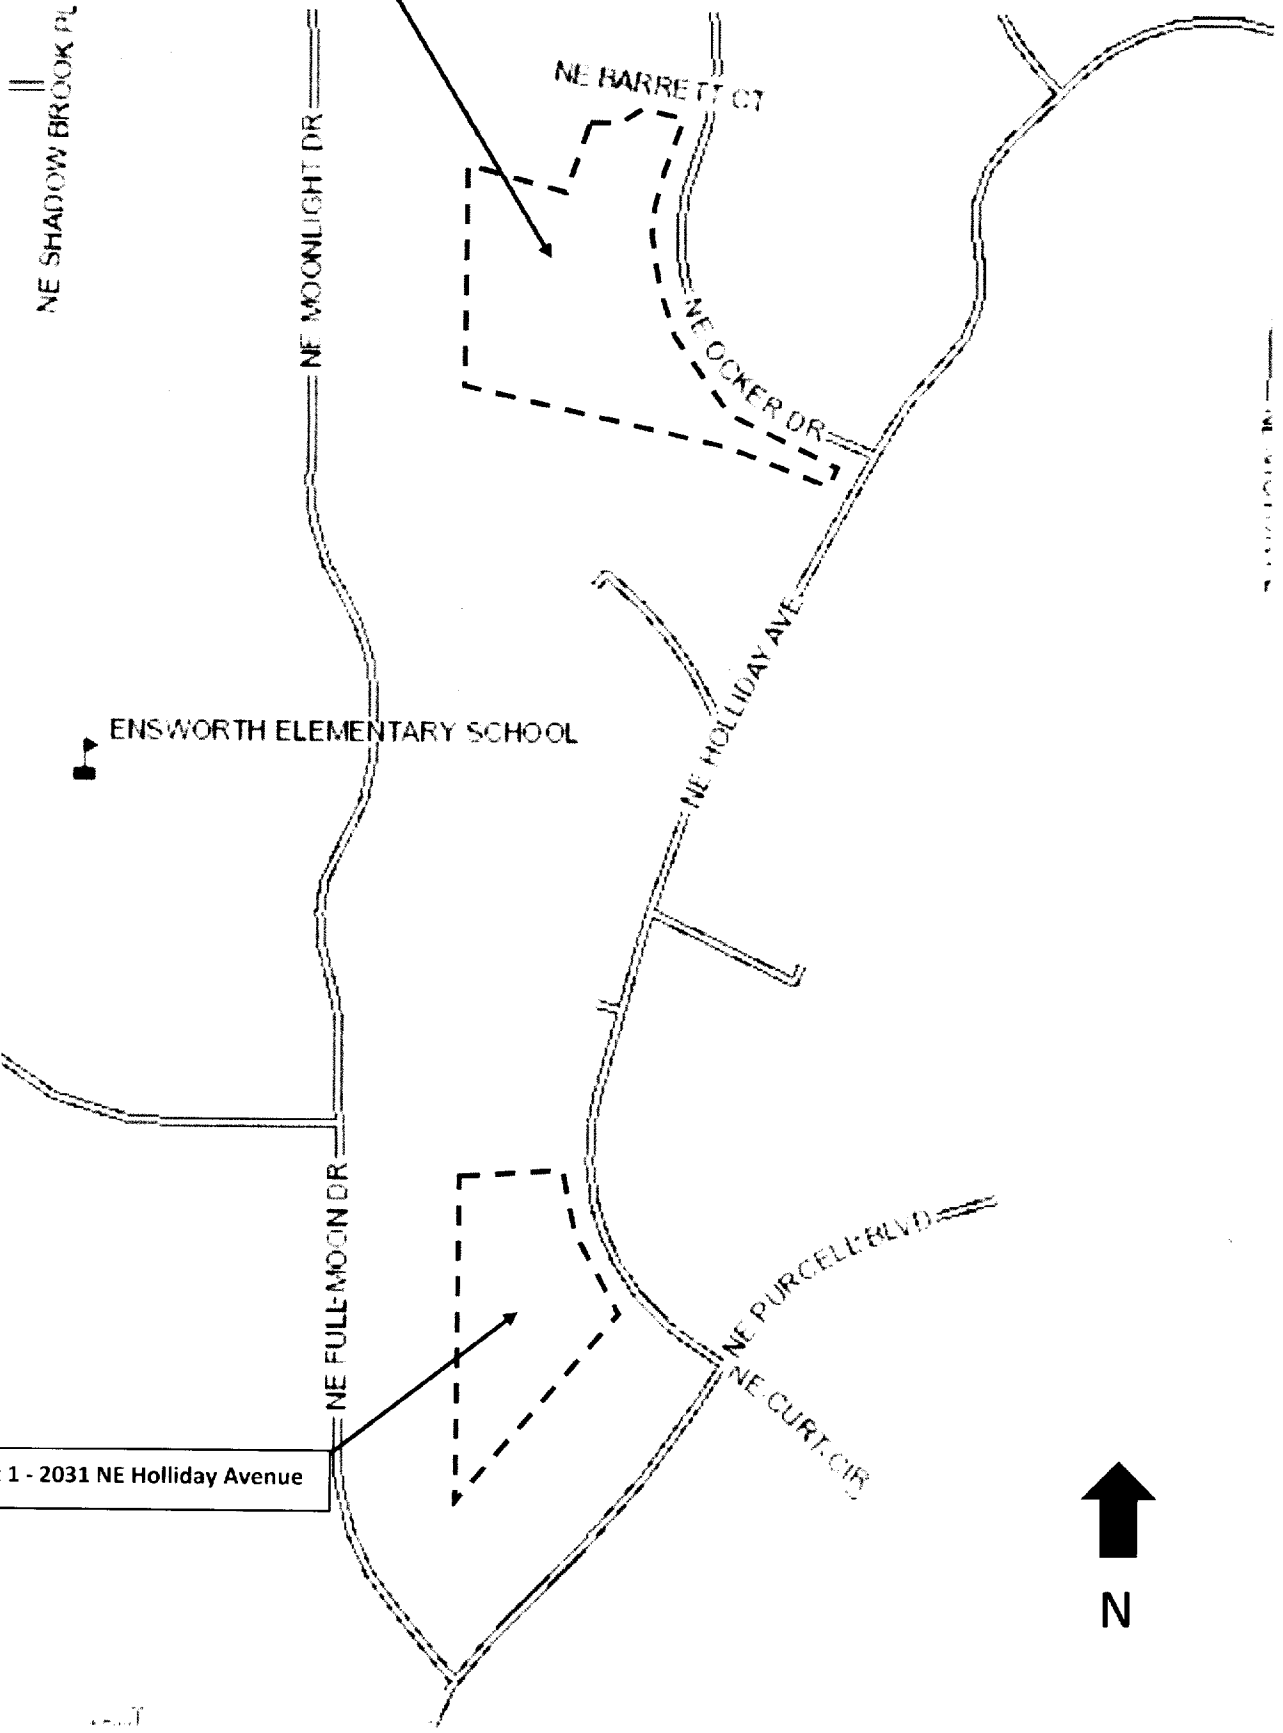 NE SHADOW BROOK PL
NE MOONLIGHT DR
NE BARRETT CT
NE OCKER DR
NE HOLLIDAY AVE
ENSWORTH ELEMENTARY SCHOOL
NE FULL-MOON DR
NE PURCELL BLVD
NE CURT CIR
1 - 2031 NE Holliday Avenue
N